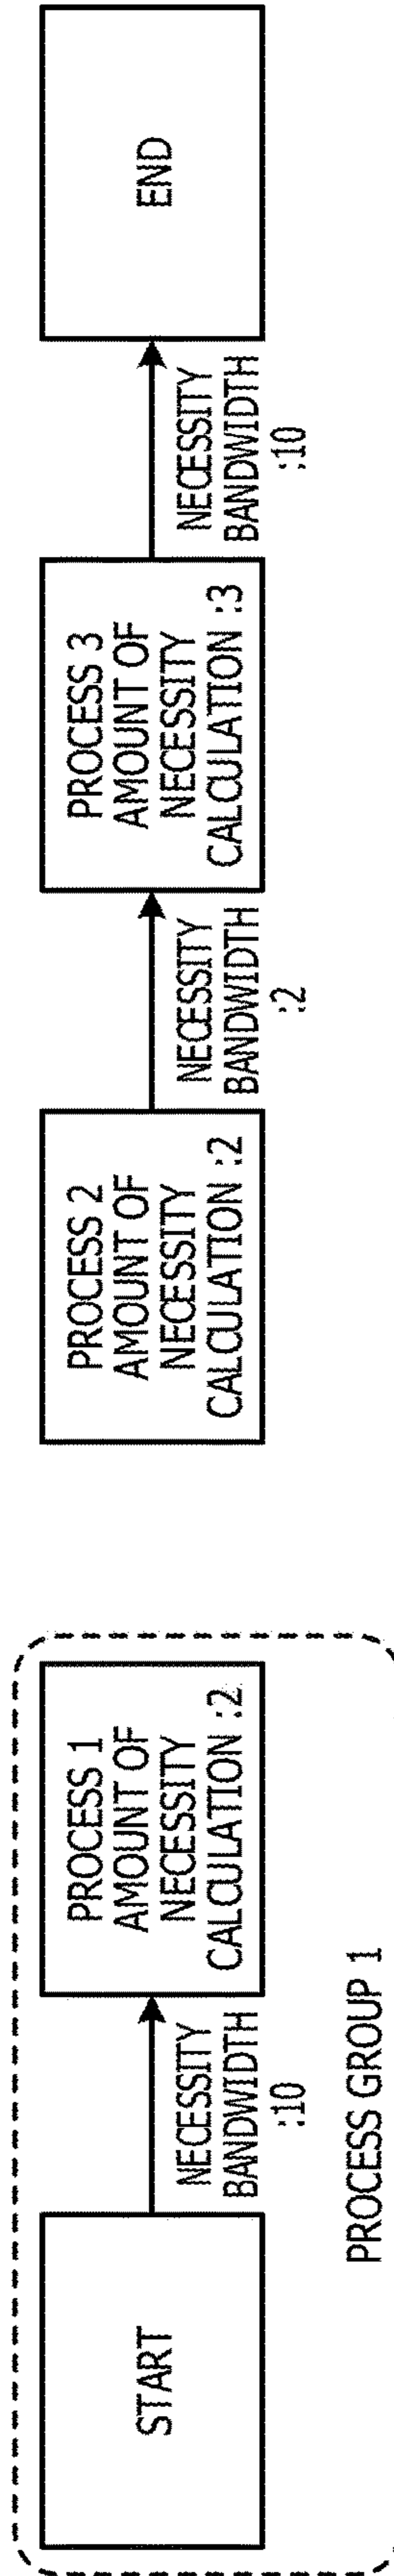 START
NECESSITY
BANDWIDTH
:10
PROCESS 1
AMOUNT OF
NECESSITY
CALCULATION :2
PROCESS GROUP 1
PROCESS 2
AMOUNT OF
NECESSITY
CALCULATION :2
NECESSITY
BANDWIDTH
:2
PROCESS 3
AMOUNT OF
NECESSITY
CALCULATION :3
NECESSITY
BANDWIDTH
:10
END